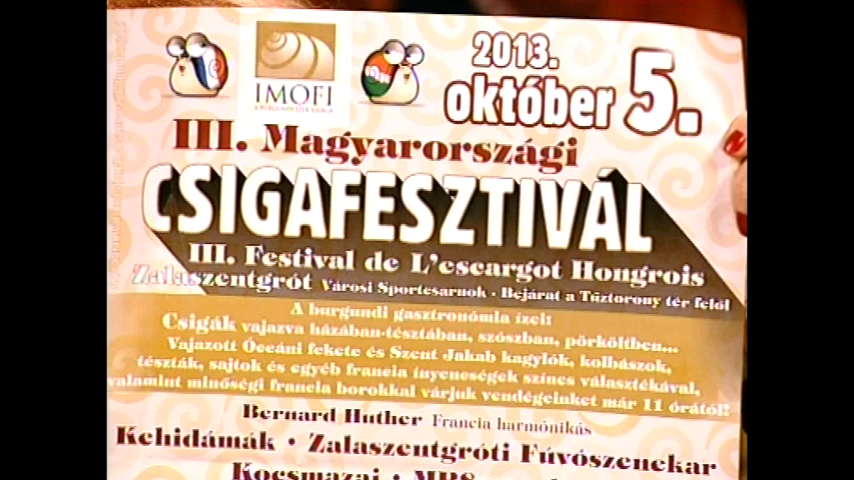 2013.
október 5.
IMOFI
III. Magyarországi
CSIGAFESZTIVÁL
III. Festival de L'escargot Hongrois
Zalaszentgrót Városi Sportcsarnok · Bejárat a Tűztorony tér felől
A burgundi gasztronómia ízei:
Csigák vajazva házában-tésztában, szószban, pörköltben...
Vajazott Óceáni fekete és Szent Jakab kagylók, kolbászok,
tészták, sajtok és egyéb francia ínyencségek színes választékával,
valamint minőségi francia borokkal várjuk vendégeinket már 11 órától!
Bernard Huther Francia harmónikás
Kehidámák · Zalaszentgróti Fúvószenekar
Kocsmazaj ·